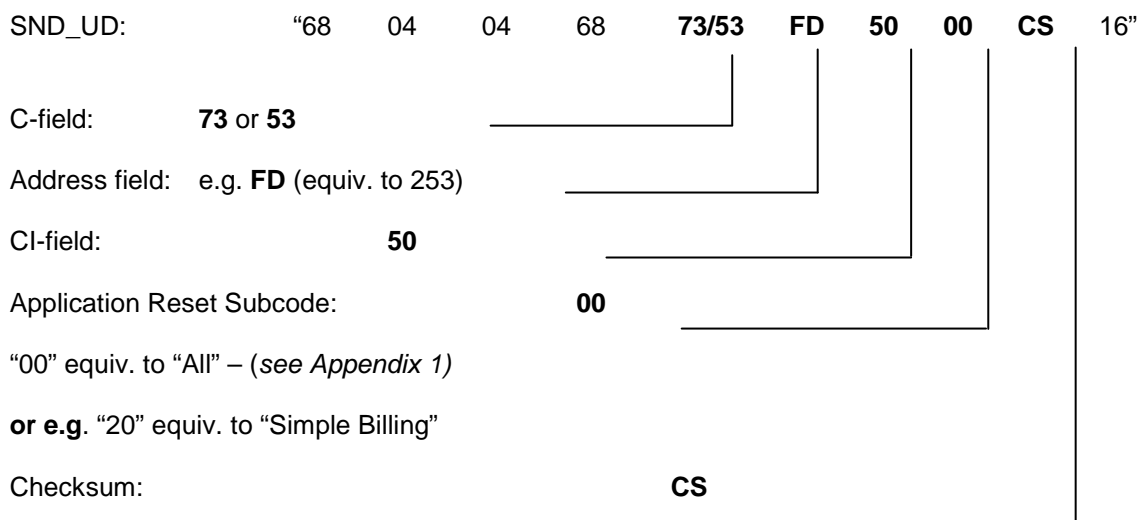 SND_UD: “68 04 04 68 73/53 FD 50 00 CS 16”
C-field: 73 or 53
Address field: e.g. FD (equiv. to 253)
CI-field: 50
Application Reset Subcode: 00
“00” equiv. to “All” – (see Appendix 1)
or e.g. “20” equiv. to “Simple Billing”
Checksum: CS